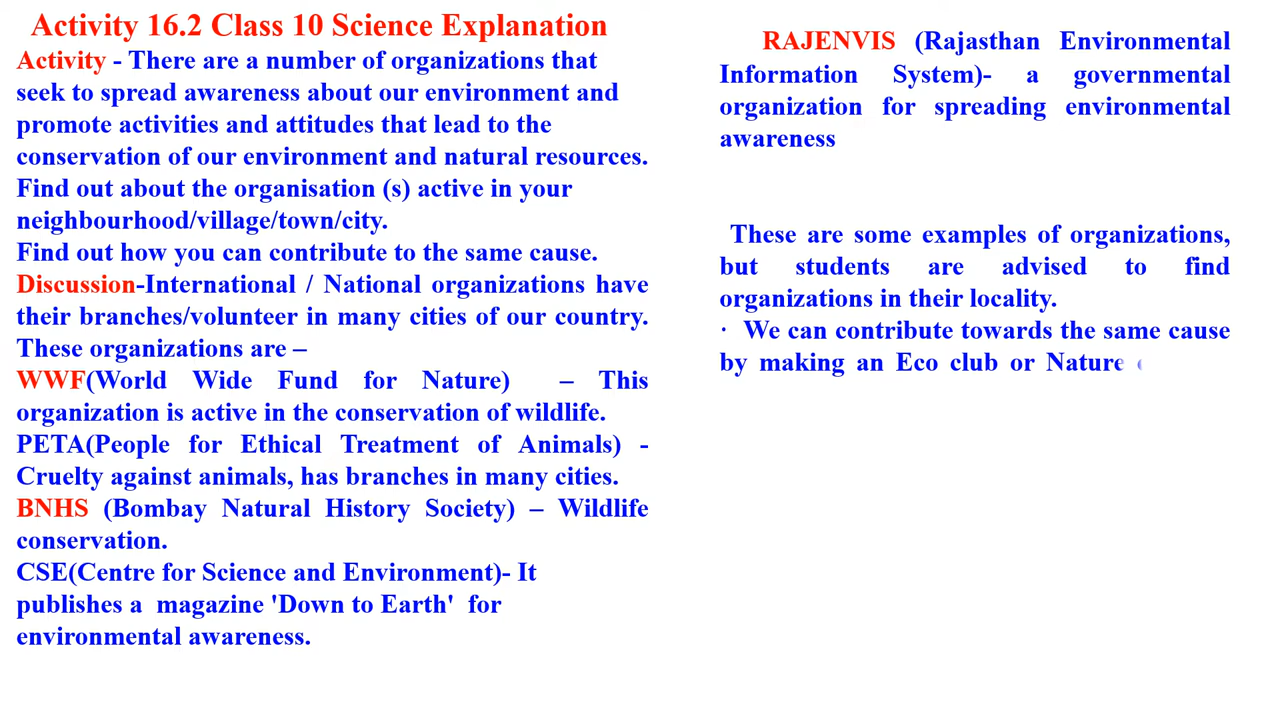 Activity 16.2 Class 10 Science Explanation
Activity - There are a number of organizations that
seek to spread awareness about our environment and
promote activities and attitudes that lead to the
conservation of our environment and natural resources.
Find out about the organisation (s) active in your
neighbourhood/village/town/city.
Find out how you can contribute to the same cause.
Discussion-International / National organizations have
their branches/volunteer in many cities of our country.
These organizations are –
WWF(World Wide Fund for Nature) – This
organization is active in the conservation of wildlife.
PETA(People for Ethical Treatment of Animals) -
Cruelty against animals, has branches in many cities.
BNHS (Bombay Natural History Society) – Wildlife
conservation.
CSE(Centre for Science and Environment)- It
publishes a magazine 'Down to Earth' for
environmental awareness.
RAJENVIS (Rajasthan Environmental
Information System)- a governmental
organization for spreading environmental
awareness
These are some examples of organizations,
but students are advised to find
organizations in their locality.
· We can contribute towards the same cause
by making an Eco club or Nature